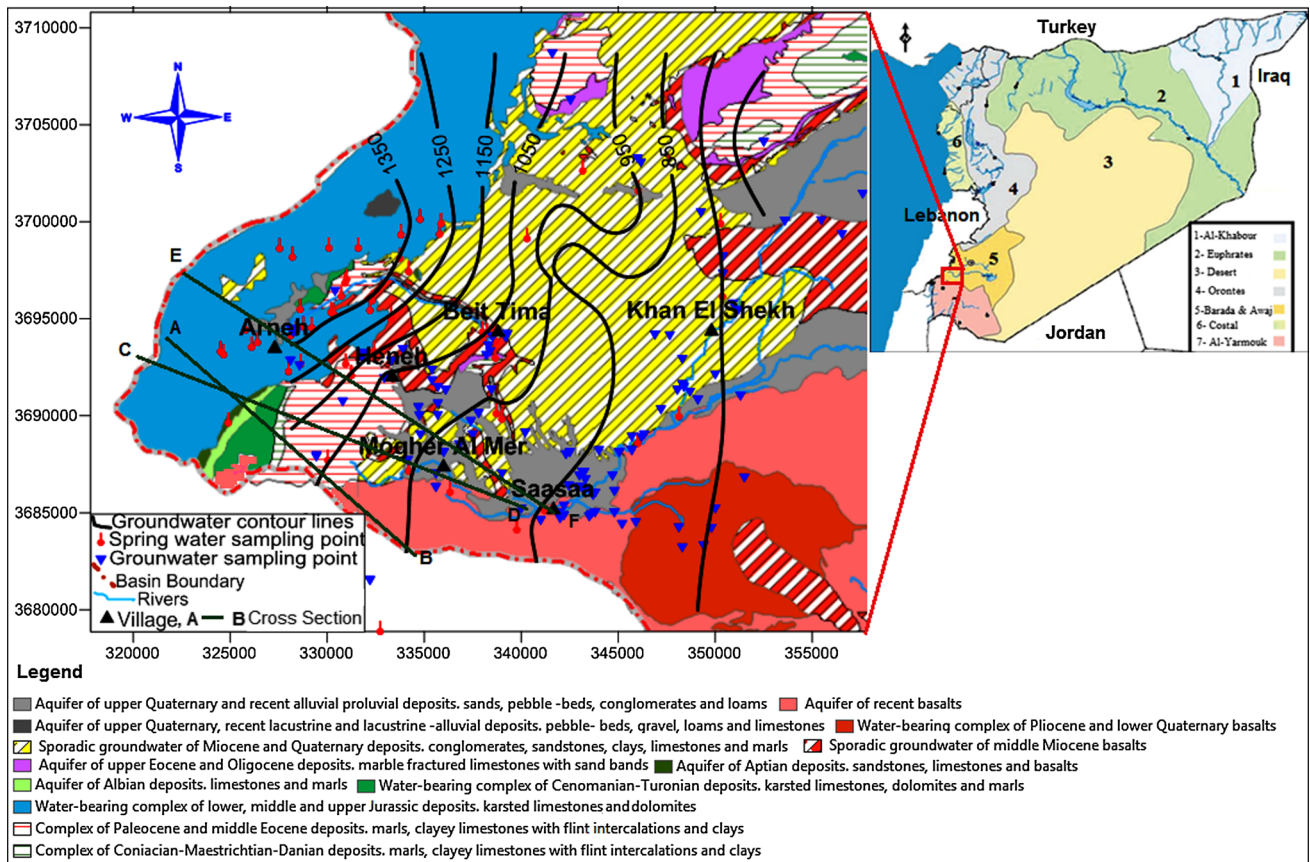 3710000
3705000
3700000
3695000
3690000
3685000
3680000
N
W
E
S
1350
1250
1150
1050
950
850
E
A
C
Arneh
Beit Tima
Khan El Shekh
Heneh
Mogher Al Mer
Saasaa
D
F
B
Groundwater contour lines
Spring water sampling point
Grounwater sampling point
Basin Boundary
Rivers
Village, A — B Cross Section
320000 325000 330000 335000 340000 345000 350000 355000
Turkey
Iraq
Lebanon
Jordan
1
2
3
4
5
6
1-Al-Khabour
2- Euphrates
3- Desert
4- Orontes
5-Barada & Awaj
6- Costal
7- Al-Yarmouk
Legend
Aquifer of upper Quaternary and recent alluvial proluvial deposits. sands, pebble -beds, conglomerates and loams
Aquifer of recent basalts
Aquifer of upper Quaternary, recent lacustrine and lacustrine -alluvial deposits. pebble- beds, gravel, loams and limestones
Water-bearing complex of Pliocene and lower Quaternary basalts
Sporadic groundwater of Miocene and Quaternary deposits. conglomerates, sandstones, clays, limestones and marls
Sporadic groundwater of middle Miocene basalts
Aquifer of upper Eocene and Oligocene deposits. marble fractured limestones with sand bands
Aquifer of Aptian deposits. sandstones, limestones and basalts
Aquifer of Albian deposits. limestones and marls
Water-bearing complex of Cenomanian-Turonian deposits. karsted limestones, dolomites and marls
Water-bearing complex of lower, middle and upper Jurassic deposits. karsted limestones and dolomites
Complex of Paleocene and middle Eocene deposits. marls, clayey limestones with flint intercalations and clays
Complex of Coniacian-Maestrichtian-Danian deposits. marls, clayey limestones with flint intercalations and clays